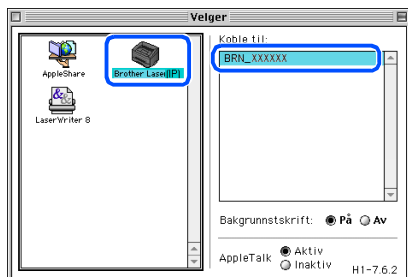 Velger
Koble til:
BRN_XXXXXX
AppleShare
Brother Laser(IP)
LaserWriter 8
Bakgrunnstskrift: På Av
AppleTalk Aktiv
Inaktiv
H1-7.6.2